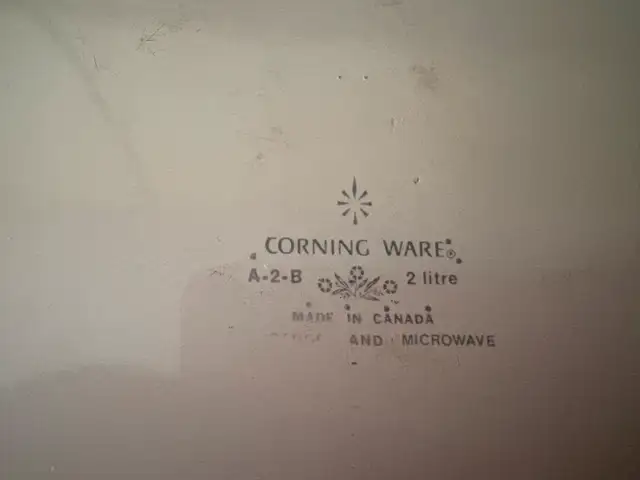 CORNING WARE®
A-2-B 2 litre
MADE IN CANADA
AND MICROWAVE